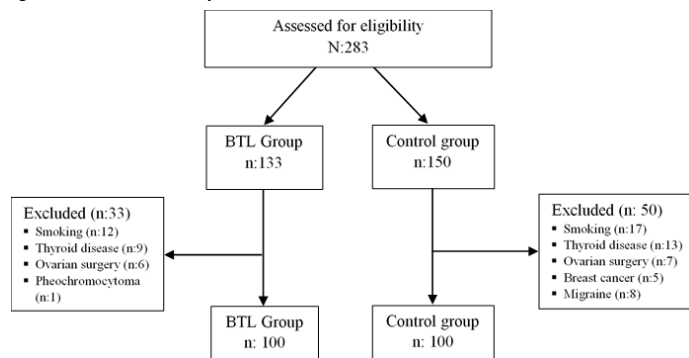 Assessed for eligibility
N:283
BTL Group
n:133
Control group
n:150
Excluded (n:33)
▪ Smoking (n:12)
▪ Thyroid disease (n:9)
▪ Ovarian surgery (n:6)
▪ Pheochromocytoma
(n:1)
Excluded (n: 50)
▪ Smoking (n:17)
▪ Thyroid disease (n:13)
▪ Ovarian surgery (n:7)
▪ Breast cancer (n:5)
▪ Migraine (n:8)
BTL Group
n: 100
Control group
n: 100